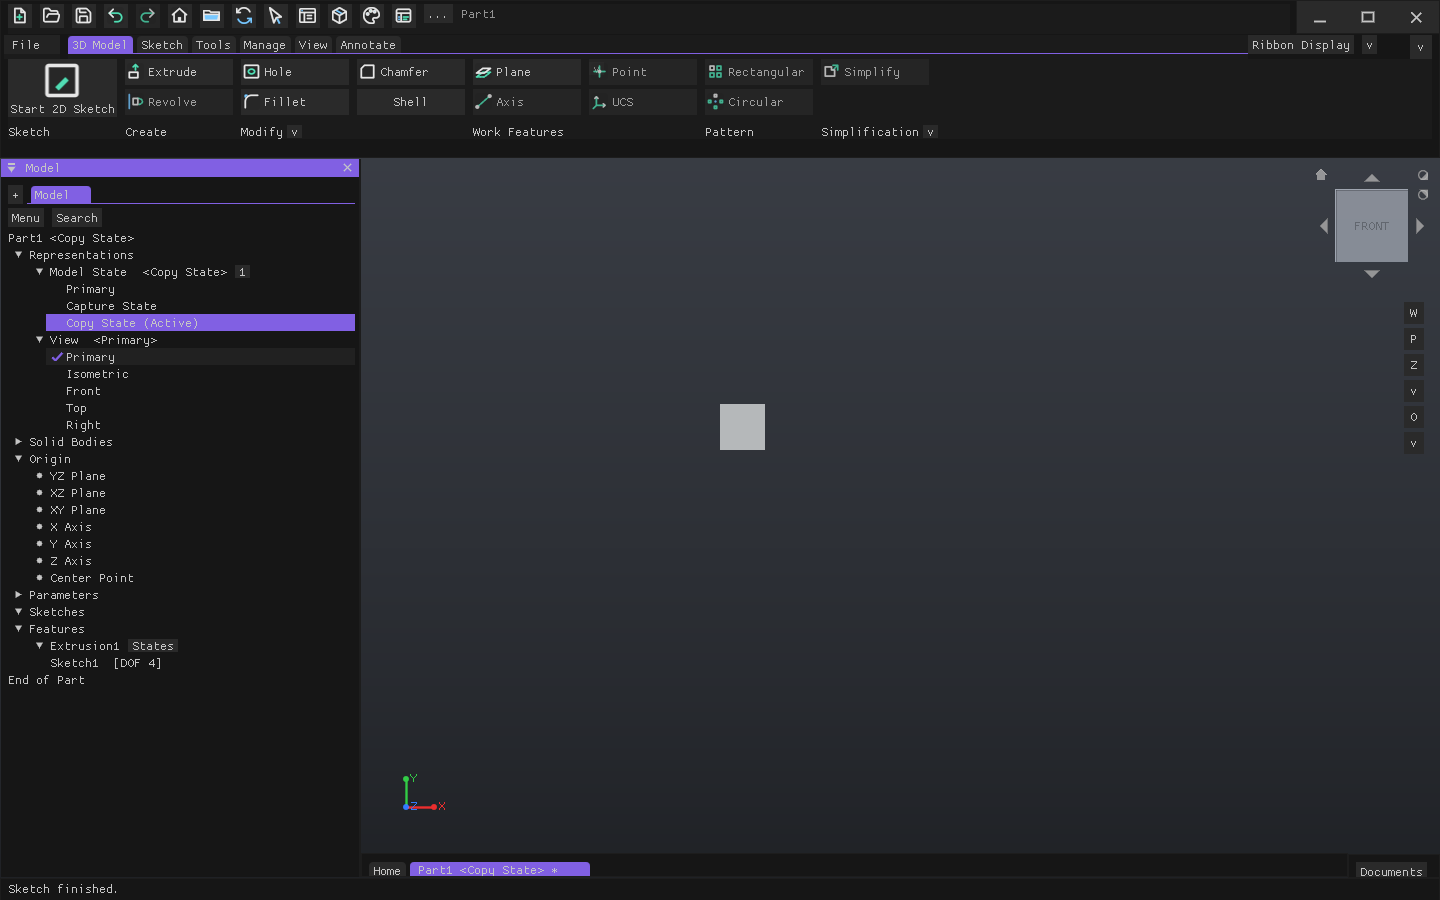 ... Part1
File 3D Model Sketch Tools Manage View Annotate Ribbon Display v v
Start 2D Sketch
Extrude Hole Chamfer Plane Point Rectangular Simplify
Revolve Fillet Shell Axis UCS Circular
Sketch Create Modify v Work Features Pattern Simplification v
Model
+ Model
Menu Search
Part1 <Copy State>
Representations
Model State <Copy State> 1
Primary
Capture State
Copy State (Active)
View <Primary>
Primary
Isometric
Front
Top
Right
Solid Bodies
Origin
YZ Plane
XZ Plane
XY Plane
X Axis
Y Axis
Z Axis
Center Point
Parameters
Sketches
Features
Extrusion1 States
Sketch1 [DOF 4]
End of Part
FRONT
W
P
Z
v
O
v
Y
Z X
Home Part1 <Copy State> * Documents
Sketch finished.